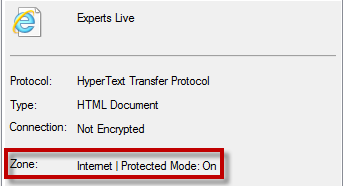 Experts Live
Protocol: HyperText Transfer Protocol
Type: HTML Document
Connection: Not Encrypted
Zone: Internet | Protected Mode: On